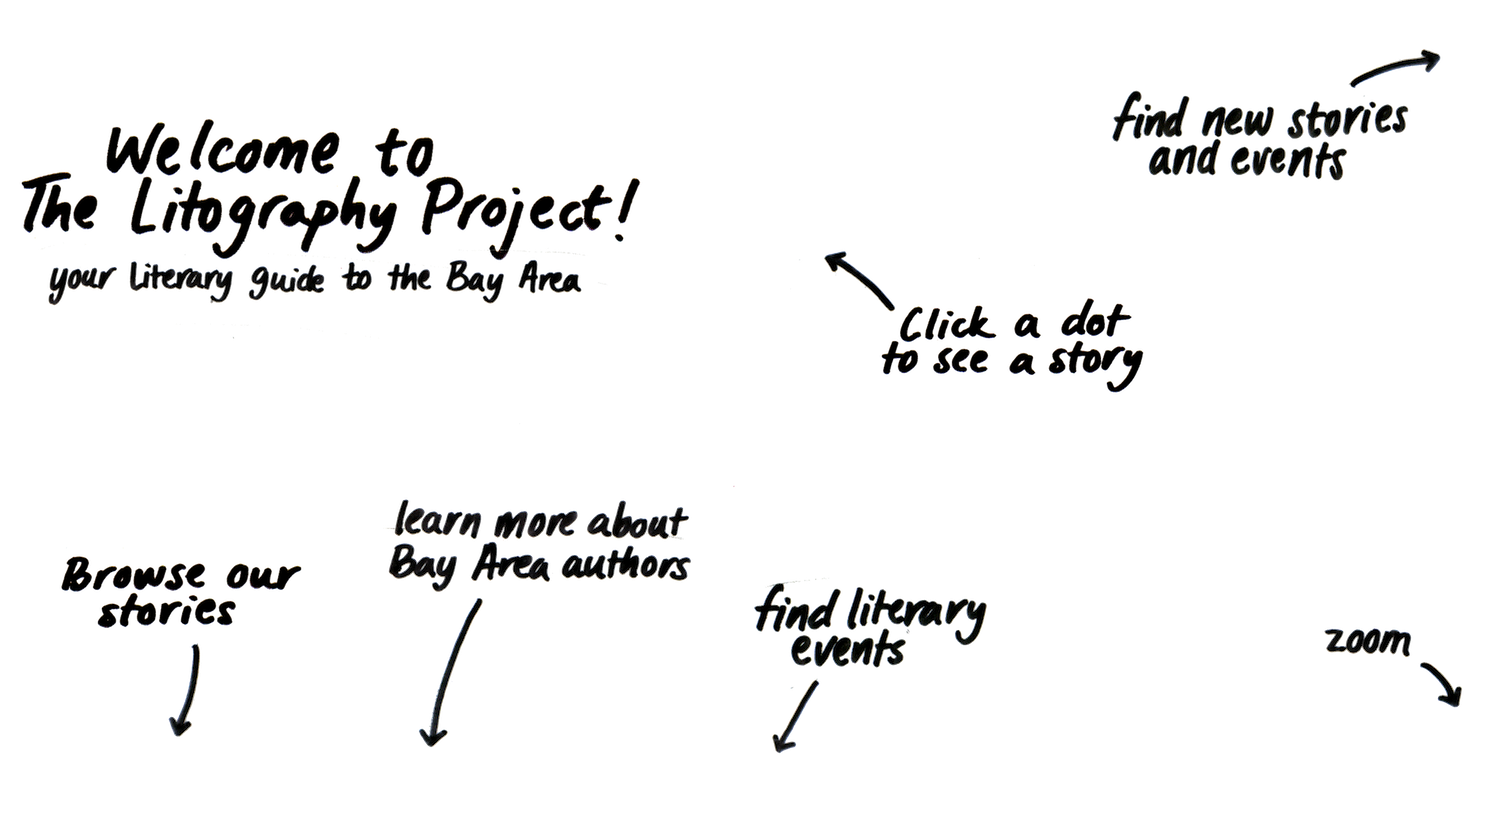 Welcome to
The Litography Project!
your literary guide to the Bay Area
find new stories
and events
Click a dot
to see a story
learn more about
Bay Area authors
Browse our
stories
find literary
events
zoom